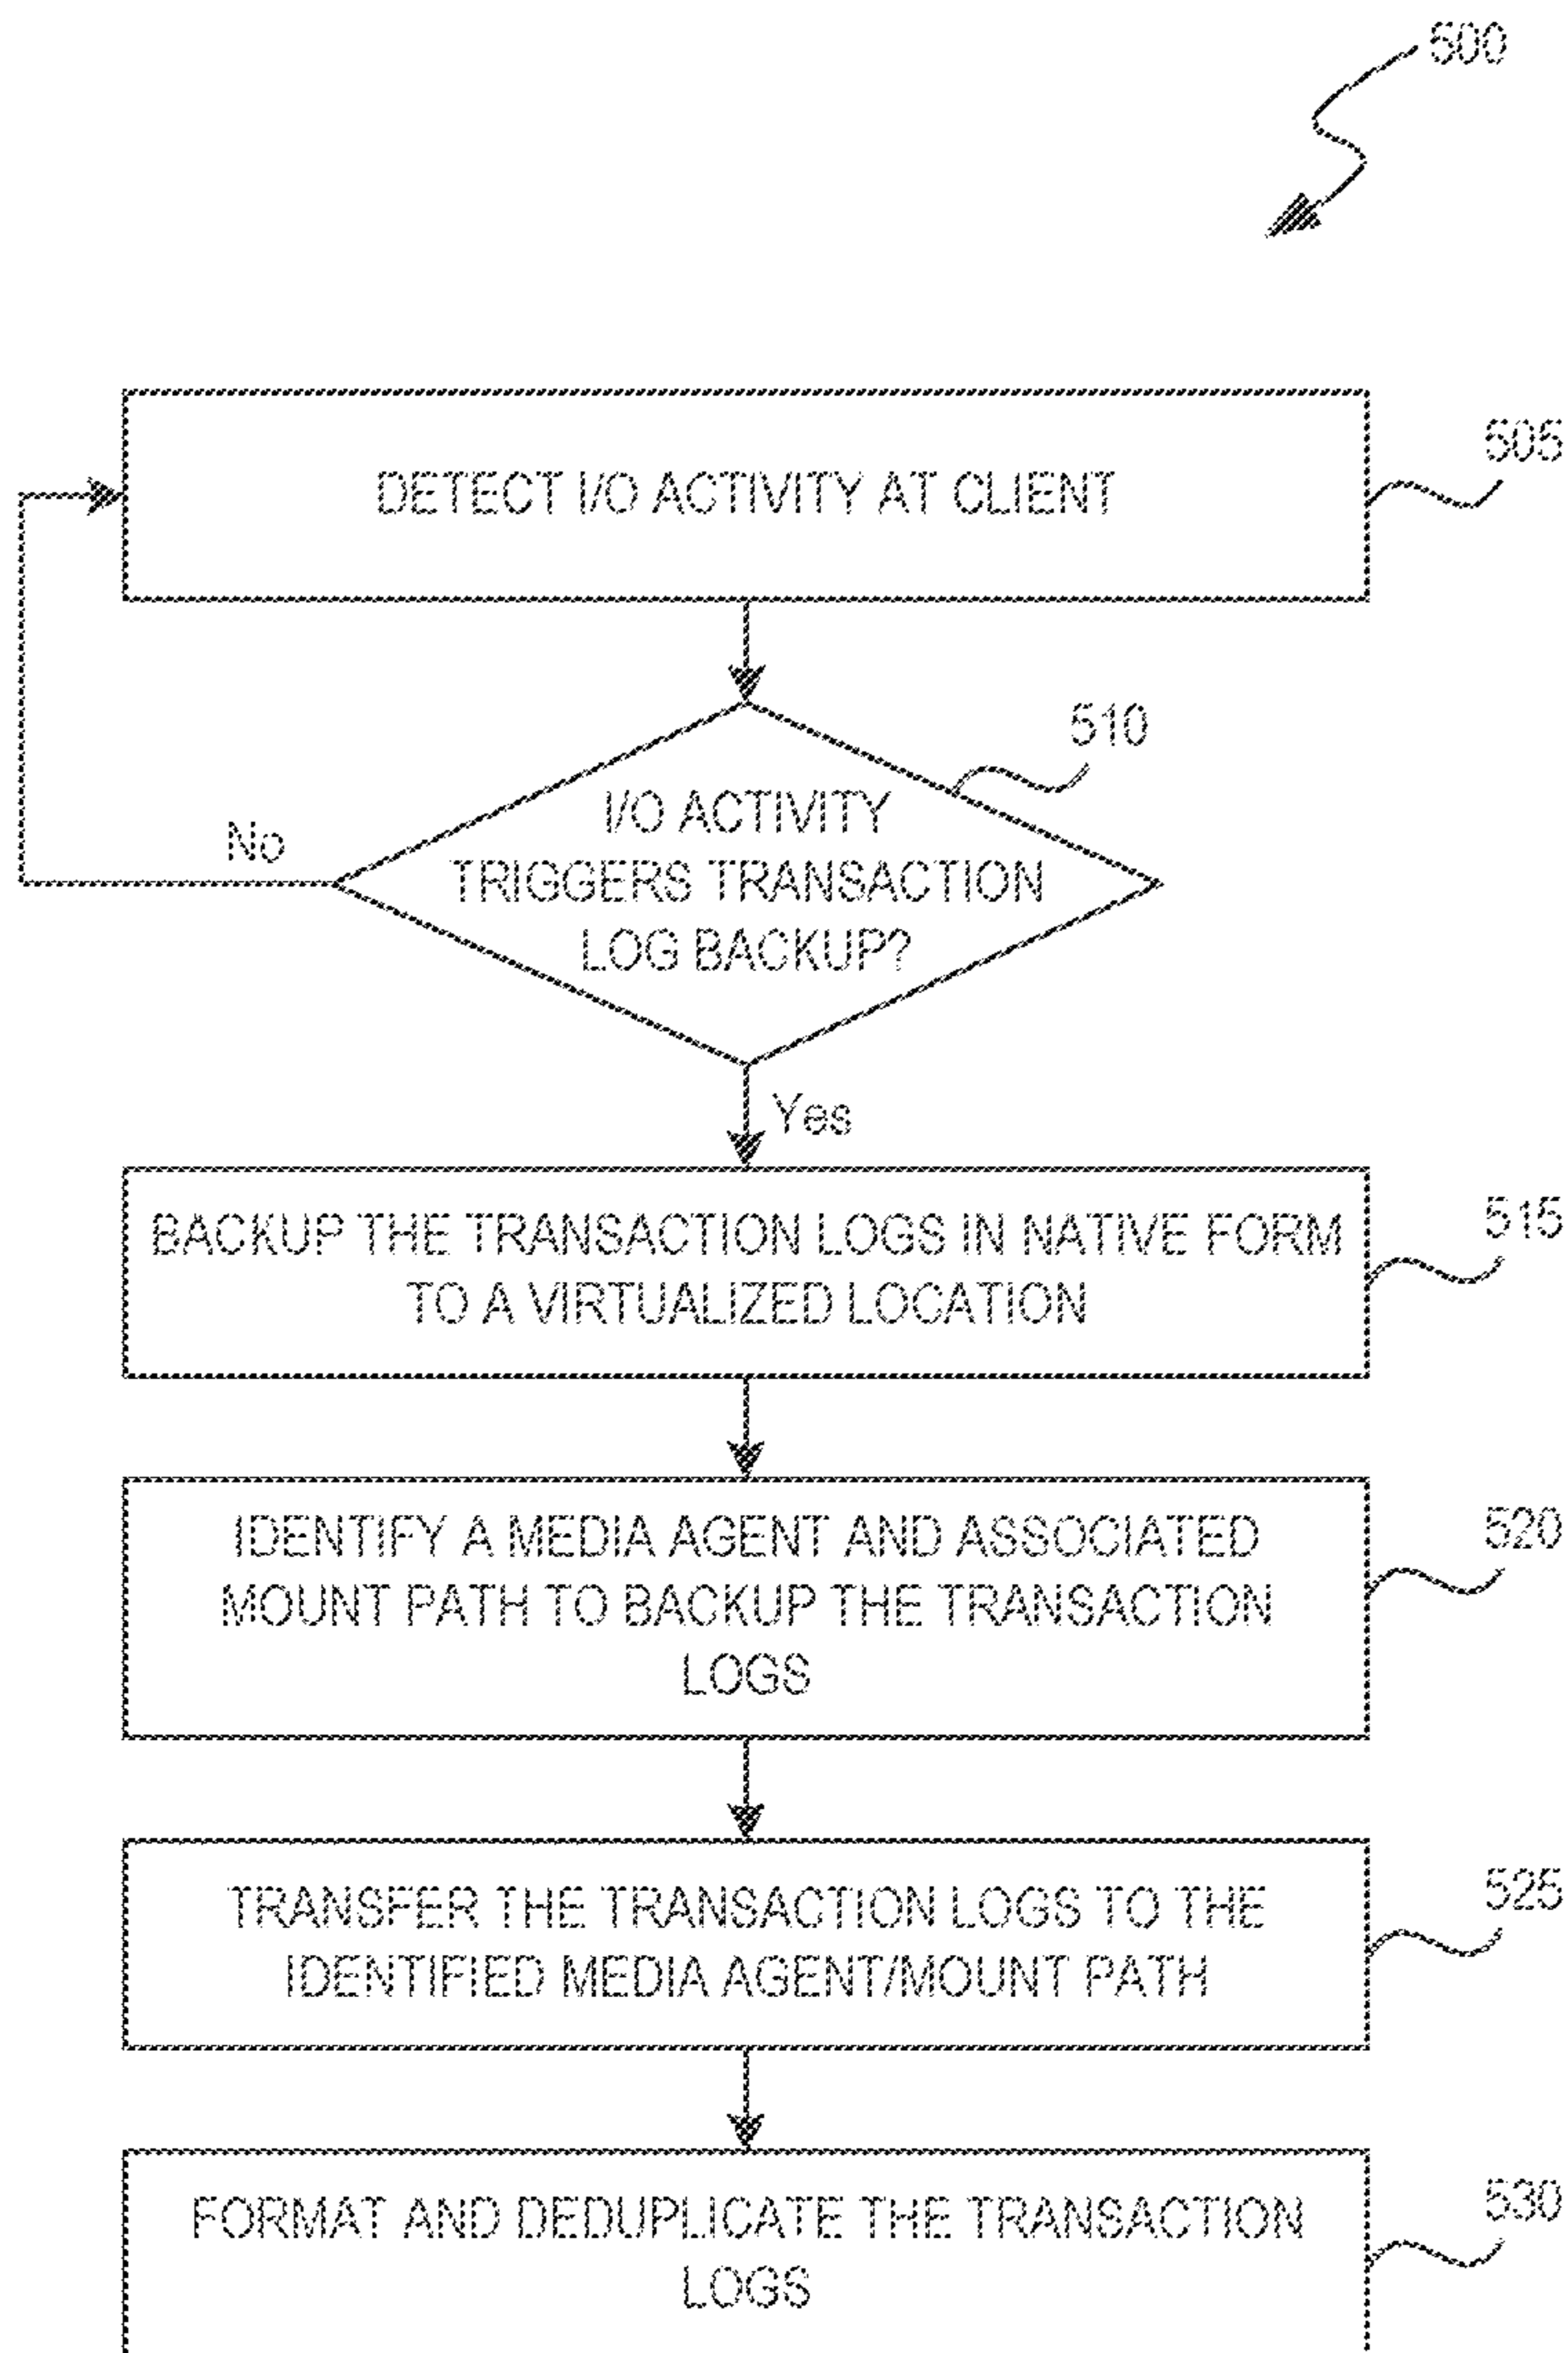 500
DETECT I/O ACTIVITY AT CLIENT
505
510
I/O ACTIVITY
TRIGGERS TRANSACTION
LOG BACKUP?
No
Yes
BACKUP THE TRANSACTION LOGS IN NATIVE FORM
TO A VIRTUALIZED LOCATION
515
IDENTIFY A MEDIA AGENT AND ASSOCIATED
MOUNT PATH TO BACKUP THE TRANSACTION
LOGS
520
TRANSFER THE TRANSACTION LOGS TO THE
IDENTIFIED MEDIA AGENT/MOUNT PATH
525
FORMAT AND DEDUPLICATE THE TRANSACTION
LOGS
530